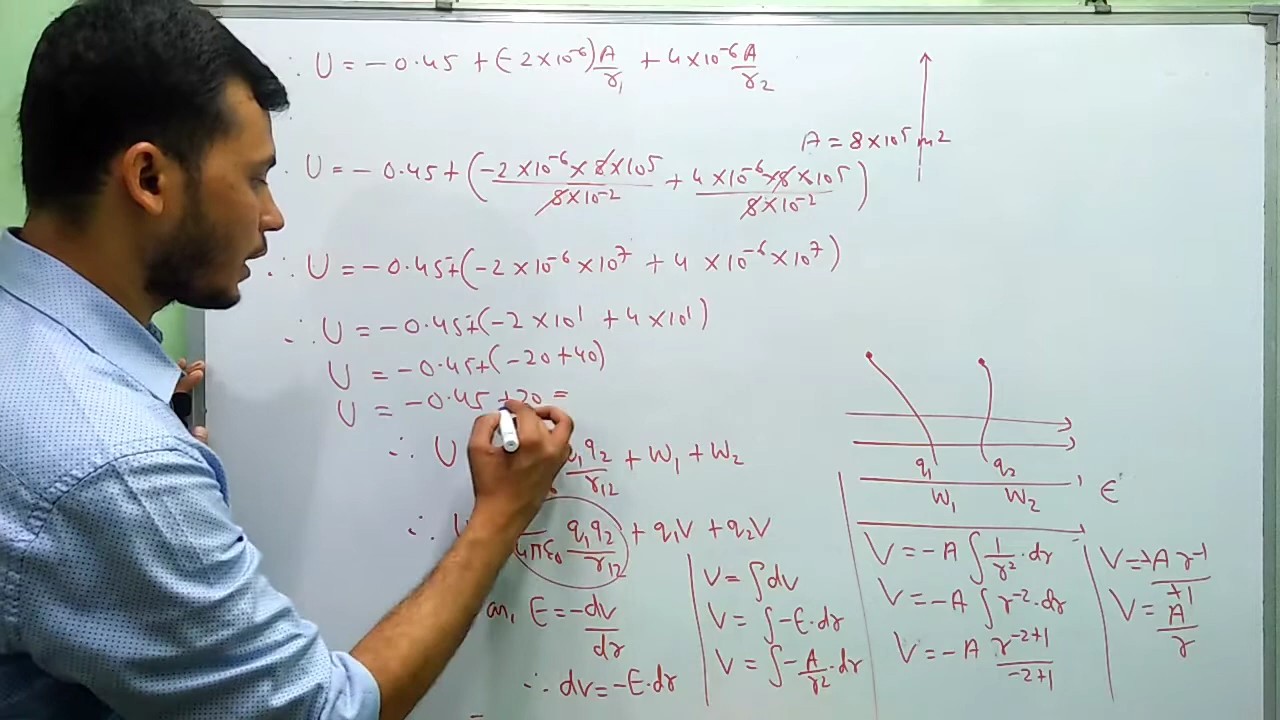 ∴ U = -0.45 + (-2×10⁻⁶) A/r₁ + 4×10⁻⁶ A/r₂
A = 8×10⁵ m2
U = -0.45 + (-2×10⁻⁶×8×10⁵/8×10⁻² + 4×10⁻⁶×8×10⁵/8×10⁻²)
∴ U = -0.45+(-2×10⁻⁶×10⁷ + 4×10⁻⁶×10⁷)
∴ U = -0.45+(-2×10¹ + 4×10¹)
U = -0.45+(-20+40)
U = -0.45+20 =
∴ U q₁q₂/r₁₂ + W₁ + W₂
∴ U 4πε₀ q₁q₂/r₁₂ + q₁V + q₂V
an, E = -dv/dr
∴ dv = -E·dr
V = ∫dv
V = ∫-E·dr
V = ∫-A/r²·dr
q₁ q₂
W₁ W₂
E
V = -A ∫1/r²·dr
V = -A ∫r⁻²·dr
V = -A r⁻²⁺¹/-2+1
V = +A r⁻¹/+1
V = A/r